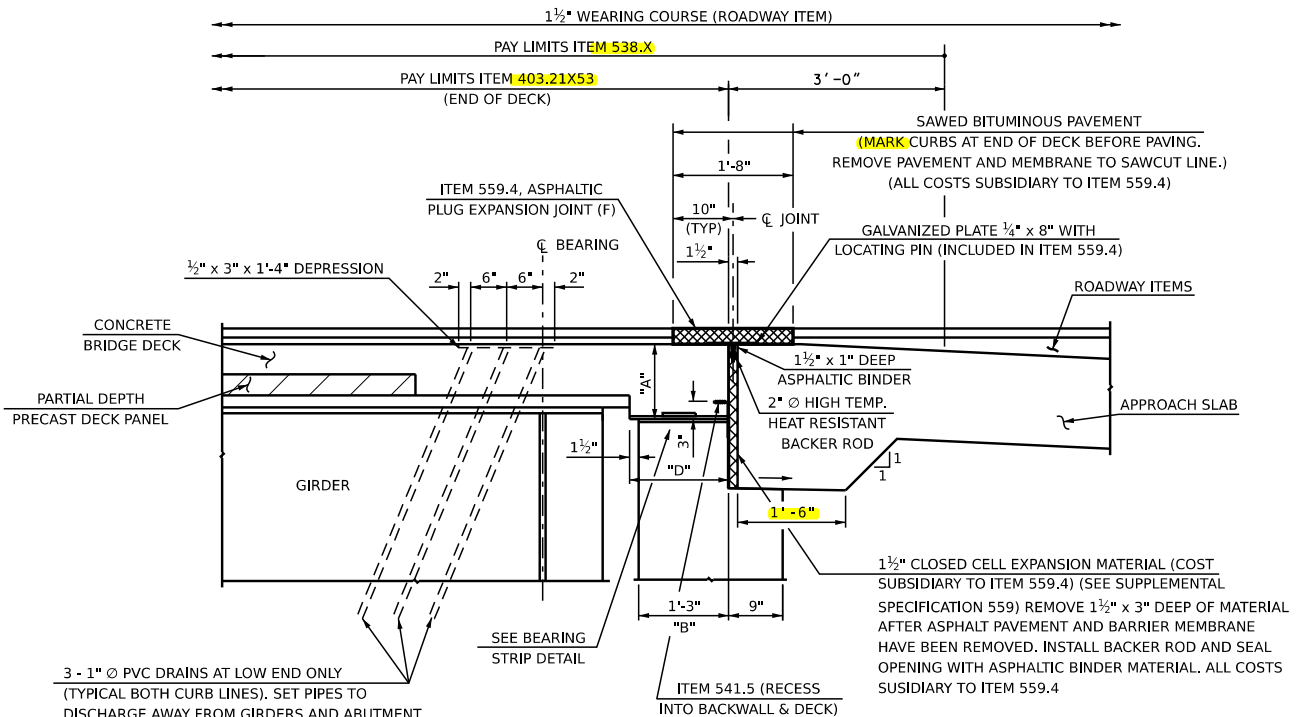 1½" WEARING COURSE (ROADWAY ITEM)
PAY LIMITS ITEM 538.X
PAY LIMITS ITEM 403.21X53
(END OF DECK)
3'-0"
SAWED BITUMINOUS PAVEMENT
(MARK CURBS AT END OF DECK BEFORE PAVING.
REMOVE PAVEMENT AND MEMBRANE TO SAWCUT LINE.)
(ALL COSTS SUBSIDIARY TO ITEM 559.4)
1'-8"
ITEM 559.4, ASPHALTIC
PLUG EXPANSION JOINT (F)
10"
(TYP)
℄ JOINT
GALVANIZED PLATE ¼" x 8" WITH
LOCATING PIN (INCLUDED IN ITEM 559.4)
℄ BEARING
1½"
½" x 3" x 1'-4" DEPRESSION
2"
6"
6"
2"
ROADWAY ITEMS
CONCRETE
BRIDGE DECK
1½" x 1" DEEP
ASPHALTIC BINDER
"A"
PARTIAL DEPTH
PRECAST DECK PANEL
2" Ø HIGH TEMP.
HEAT RESISTANT
BACKER ROD
APPROACH SLAB
3"
1½"
"D"
1
1
GIRDER
1'-6"
1½" CLOSED CELL EXPANSION MATERIAL (COST
SUBSIDIARY TO ITEM 559.4) (SEE SUPPLEMENTAL
SPECIFICATION 559) REMOVE 1½" x 3" DEEP OF MATERIAL
AFTER ASPHALT PAVEMENT AND BARRIER MEMBRANE
HAVE BEEN REMOVED. INSTALL BACKER ROD AND SEAL
OPENING WITH ASPHALTIC BINDER MATERIAL. ALL COSTS
SUSIDIARY TO ITEM 559.4
1'-3"
"B"
9"
SEE BEARING
STRIP DETAIL
3 - 1" Ø PVC DRAINS AT LOW END ONLY
(TYPICAL BOTH CURB LINES). SET PIPES TO
DISCHARGE AWAY FROM GIRDERS AND ABUTMENT
ITEM 541.5 (RECESS
INTO BACKWALL & DECK)